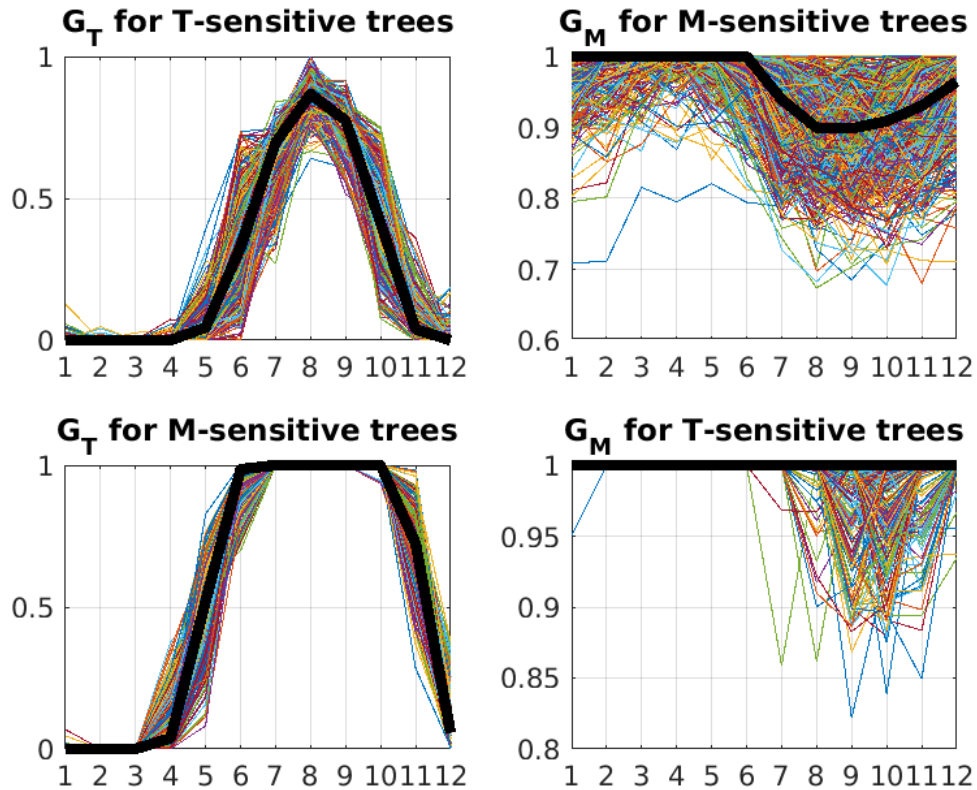 G_T for T-sensitive trees
1
0.5
0
1 2 3 4 5 6 7 8 9 10 11 12
G_M for M-sensitive trees
1
0.9
0.8
0.7
0.6
1 2 3 4 5 6 7 8 9 10 11 12
G_T for M-sensitive trees
1
0.5
0
1 2 3 4 5 6 7 8 9 10 11 12
G_M for T-sensitive trees
1
0.95
0.9
0.85
0.8
1 2 3 4 5 6 7 8 9 10 11 12